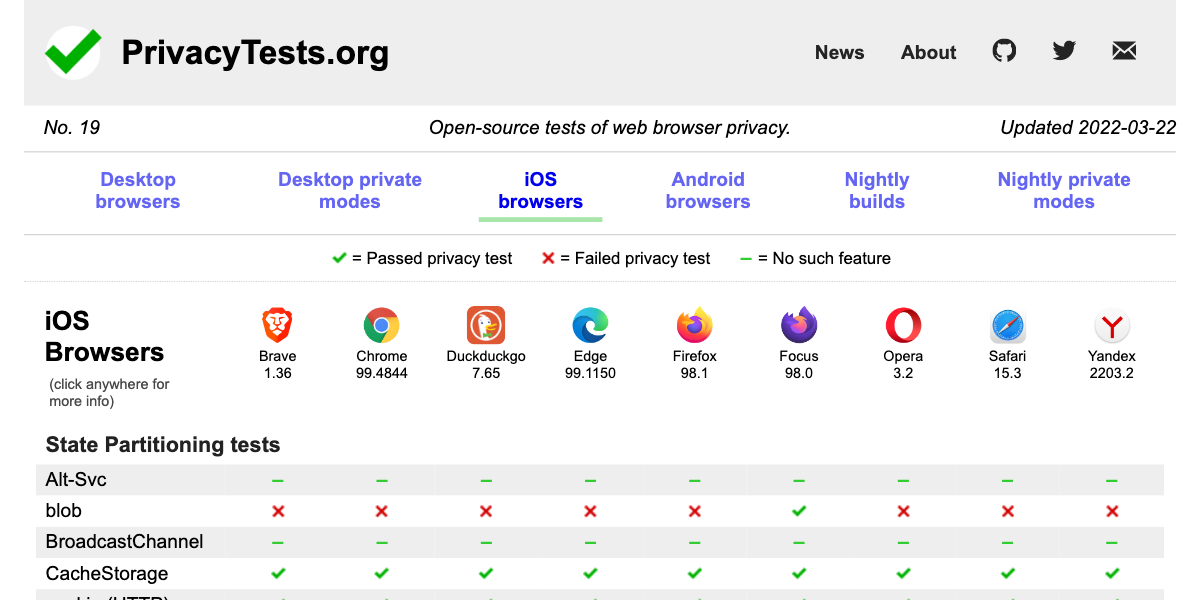 PrivacyTests.org
News About
No. 19 Open-source tests of web browser privacy. Updated 2022-03-22
Desktop browsers Desktop private modes iOS browsers Android browsers Nightly builds Nightly private modes
= Passed privacy test = Failed privacy test = No such feature
iOS Browsers
(click anywhere for more info)
Brave 1.36
Chrome 99.4844
Duckduckgo 7.65
Edge 99.1150
Firefox 98.1
Focus 98.0
Opera 3.2
Safari 15.3
Yandex 2203.2
State Partitioning tests
Alt-Svc
blob
BroadcastChannel
CacheStorage